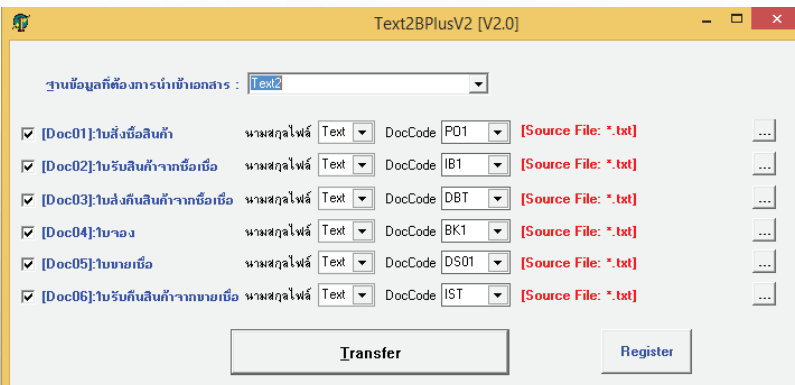 Text2BPlusV2 [V2.0]
ฐานข้อมูลที่ต้องการนำเข้าเอกสาร : Text2
[Doc01]:ใบสั่งซื้อสินค้า นามสกุลไฟล์ Text DocCode PO1 [Source File: *.txt] ...
[Doc02]:ใบรับสินค้าจากซื้อเชื่อ นามสกุลไฟล์ Text DocCode IB1 [Source File: *.txt] ...
[Doc03]:ใบส่งคืนสินค้าจากซื้อเชื่อ นามสกุลไฟล์ Text DocCode DBT [Source File: *.txt] ...
[Doc04]:ใบจอง นามสกุลไฟล์ Text DocCode BK1 [Source File: *.txt] ...
[Doc05]:ใบขายเชื่อ นามสกุลไฟล์ Text DocCode DS01 [Source File: *.txt] ...
[Doc06]:ใบรับคืนสินค้าจากขายเชื่อ นามสกุลไฟล์ Text DocCode IST [Source File: *.txt] ...
Transfer Register